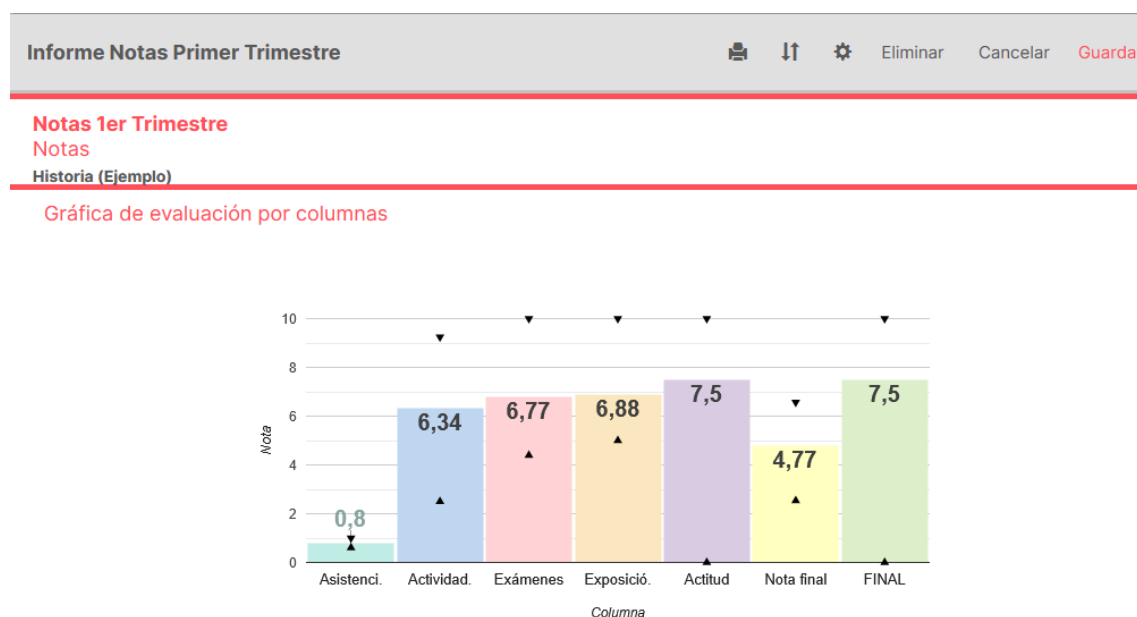 Informe Notas Primer Trimestre Eliminar Cancelar Guarda
Notas 1er Trimestre
Notas
Historia (Ejemplo)
Gráfica de evaluación por columnas
10
8
6
4
2
0
Nota
0,8
6,34
6,77
6,88
7,5
4,77
7,5
Asistenci. Actividad. Exámenes Exposició. Actitud Nota final FINAL
Columna